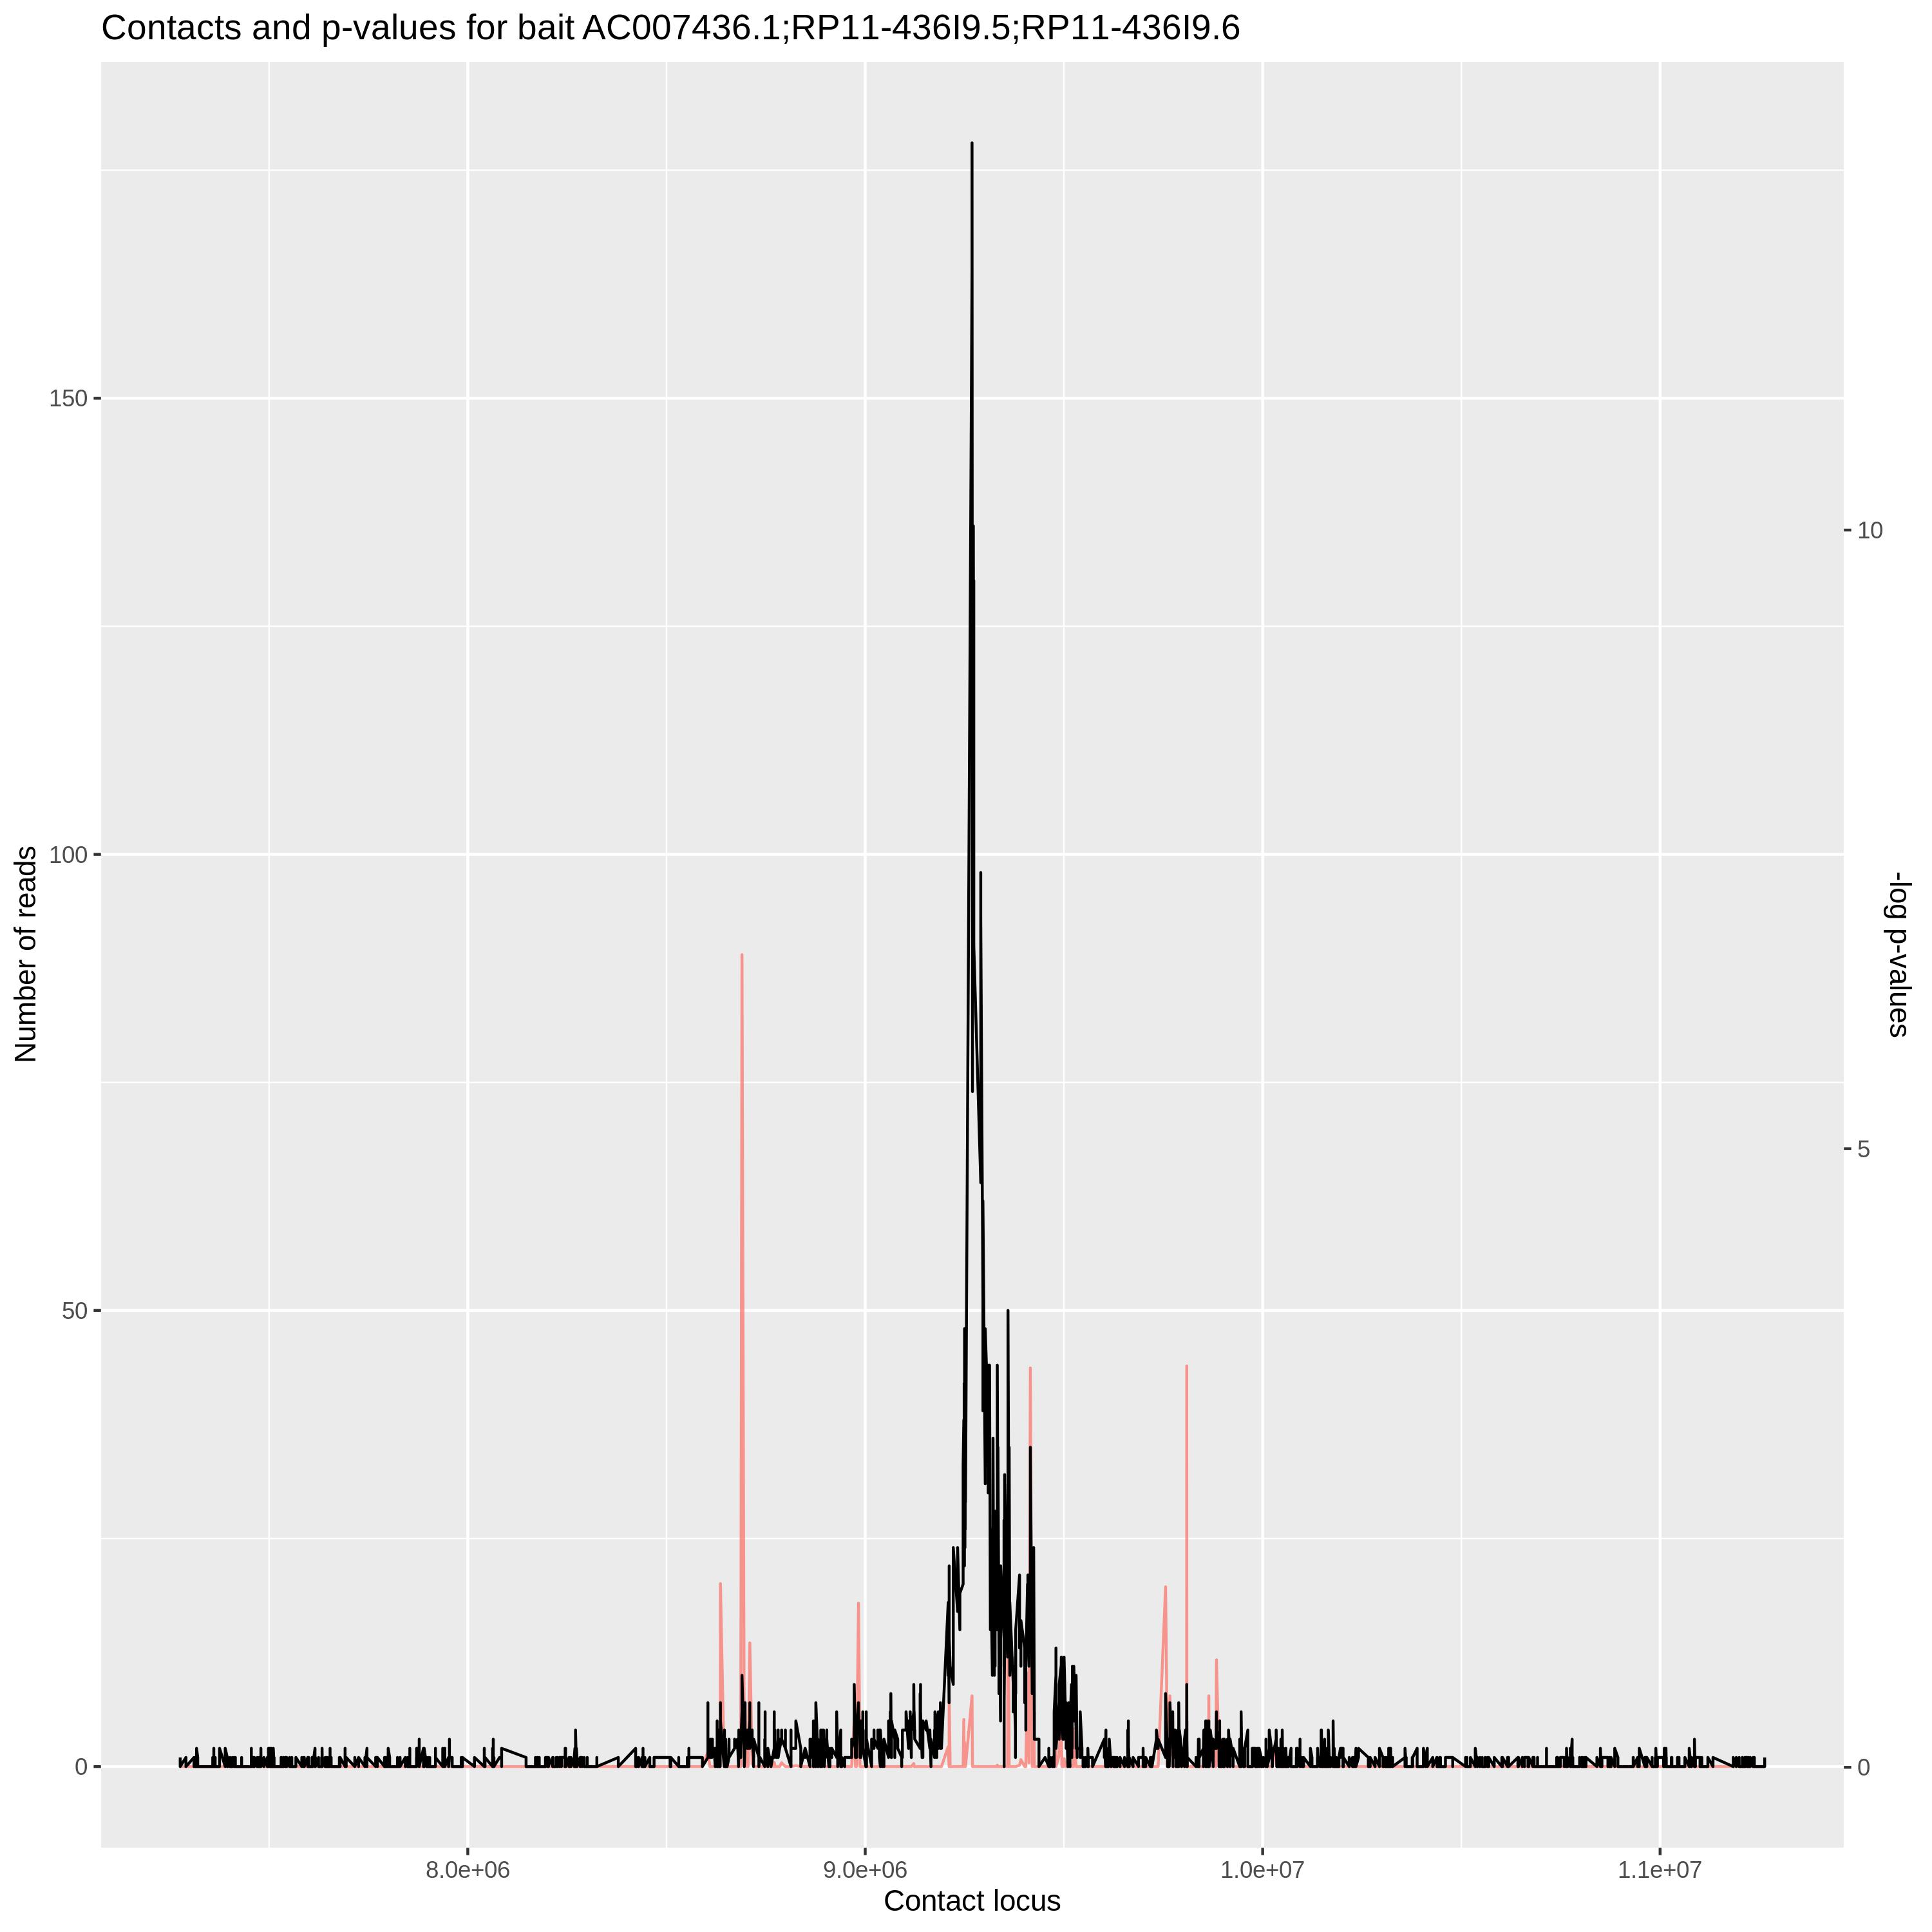 Contacts and p-values for bait AC007436.1;RP11-436I9.5;RP11-436I9.6
150
100
50
0
10
5
0
Number of reads
-log p-values
8.0e+06
9.0e+06
1.0e+07
1.1e+07
Contact locus